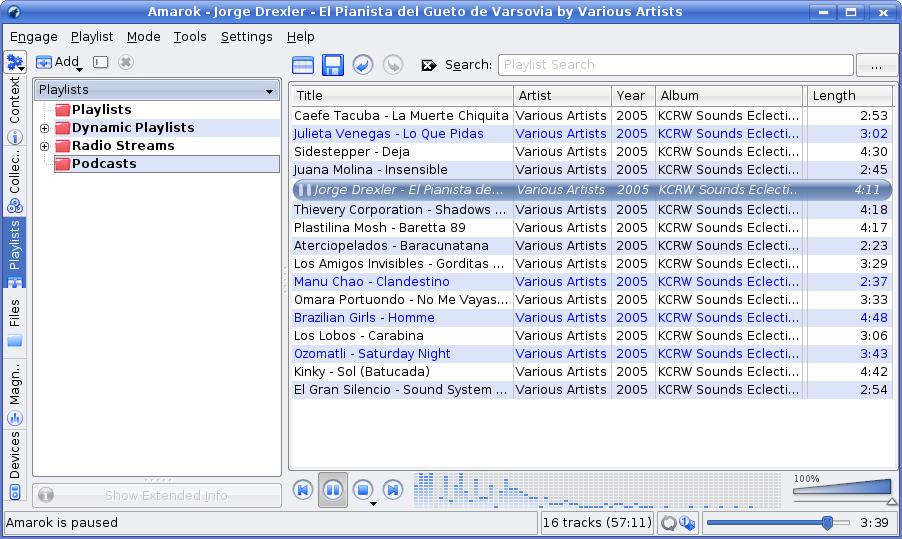 Amarok - Jorge Drexler - El Pianista del Gueto de Varsovia by Various Artists
Engage Playlist Mode Tools Settings Help
Add
Search: Playlist Search ...
Context
Collec..
Playlists
Files
Magn..
Devices
Playlists
Playlists
Dynamic Playlists
Radio Streams
Podcasts
Show Extended Info
Title Artist Year Album Length
Caefe Tacuba - La Muerte Chiquita Various Artists 2005 KCRW Sounds Eclecti... 2:53
Julieta Venegas - Lo Que Pidas Various Artists 2005 KCRW Sounds Eclecti... 3:02
Sidestepper - Deja Various Artists 2005 KCRW Sounds Eclecti... 4:30
Juana Molina - Insensible Various Artists 2005 KCRW Sounds Eclecti... 2:45
Jorge Drexler - El Pianista de... Various Artists 2005 KCRW Sounds Eclecti.. 4:11
Thievery Corporation - Shadows ... Various Artists 2005 KCRW Sounds Eclecti... 4:18
Plastilina Mosh - Baretta 89 Various Artists 2005 KCRW Sounds Eclecti... 4:17
Aterciopelados - Baracunatana Various Artists 2005 KCRW Sounds Eclecti... 2:23
Los Amigos Invisibles - Gorditas ... Various Artists 2005 KCRW Sounds Eclecti... 3:29
Manu Chao - Clandestino Various Artists 2005 KCRW Sounds Eclecti... 2:37
Omara Portuondo - No Me Vayas... Various Artists 2005 KCRW Sounds Eclecti... 3:33
Brazilian Girls - Homme Various Artists 2005 KCRW Sounds Eclecti... 4:48
Los Lobos - Carabina Various Artists 2005 KCRW Sounds Eclecti... 3:06
Ozomatli - Saturday Night Various Artists 2005 KCRW Sounds Eclecti... 3:43
Kinky - Sol (Batucada) Various Artists 2005 KCRW Sounds Eclecti... 4:42
El Gran Silencio - Sound System ... Various Artists 2005 KCRW Sounds Eclecti... 2:54
100%
Amarok is paused 16 tracks (57:11) 3:39